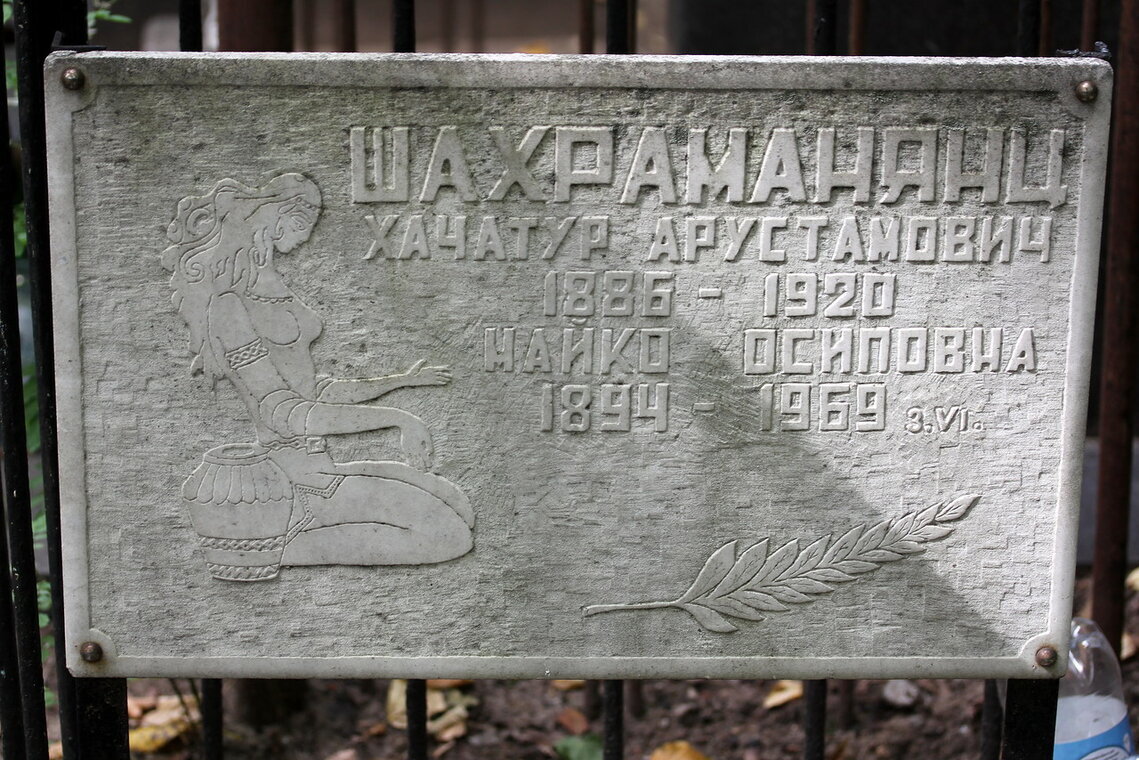 ШАХРАМАНЯНЦ
ХАЧАТУР АРУСТАМОВИЧ
1886 - 1920
НАЙКО ОСИПОВНА
1894 - 1969 3.VI.